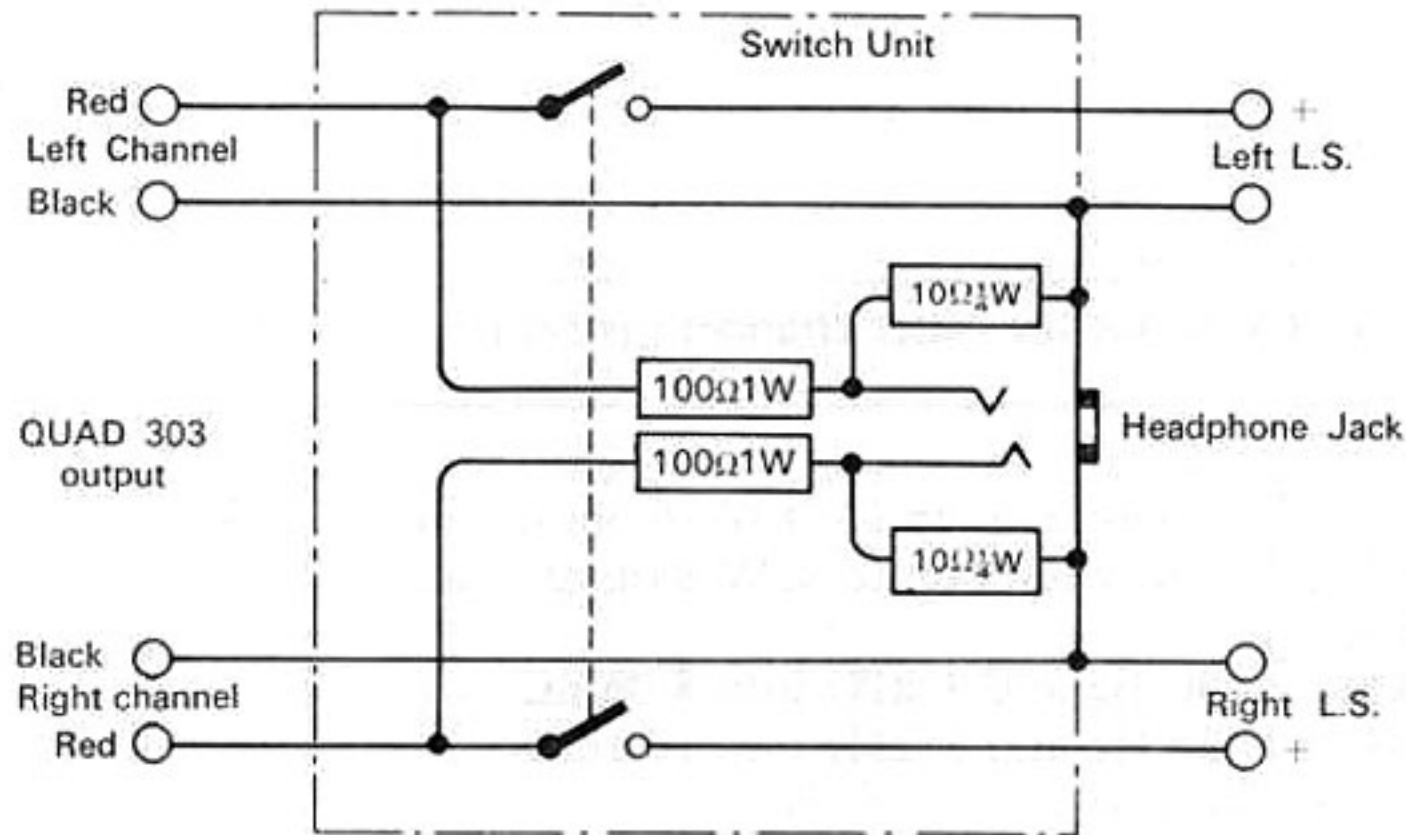 Switch Unit
Red
Left Channel
Black
+
Left L.S.
10Ω¼W
100Ω1W
QUAD 303
output
Headphone Jack
100Ω1W
10Ω¼W
Black
Right channel
Red
Right L.S.
+